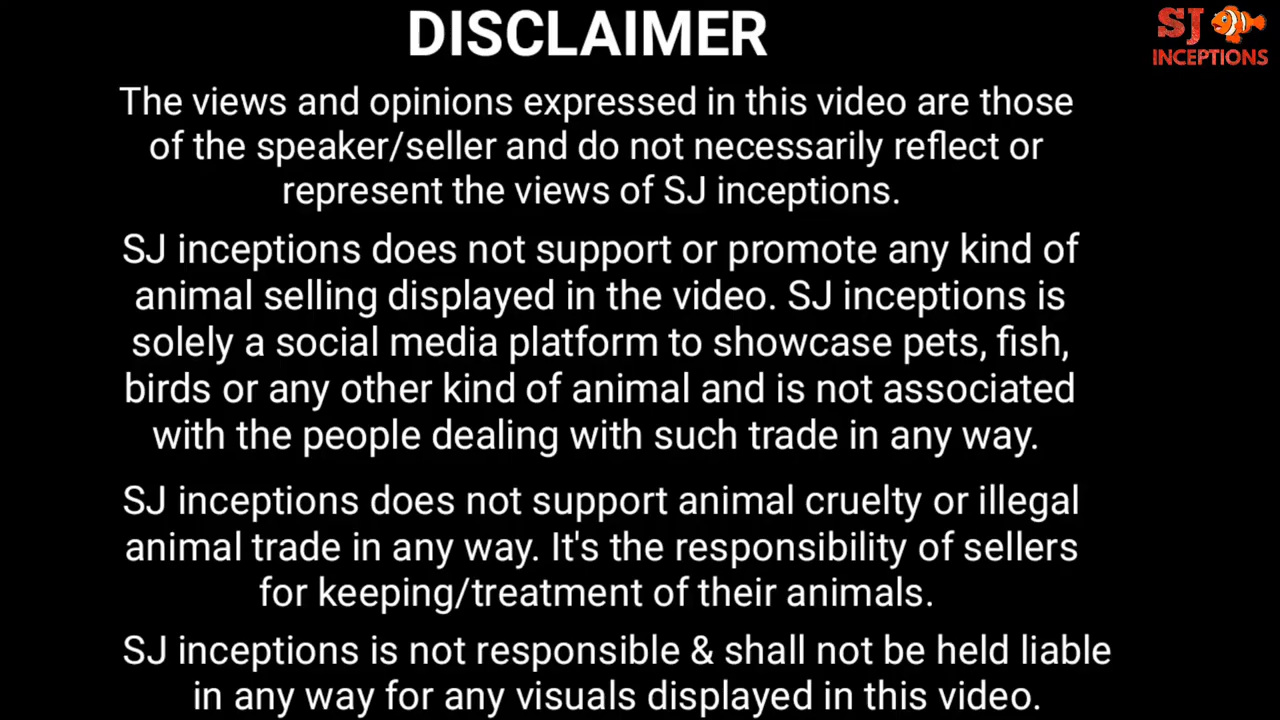 DISCLAIMER
SJ
INCEPTIONS
The views and opinions expressed in this video are those
of the speaker/seller and do not necessarily reflect or
represent the views of SJ inceptions.
SJ inceptions does not support or promote any kind of
animal selling displayed in the video. SJ inceptions is
solely a social media platform to showcase pets, fish,
birds or any other kind of animal and is not associated
with the people dealing with such trade in any way.
SJ inceptions does not support animal cruelty or illegal
animal trade in any way. It's the responsibility of sellers
for keeping/treatment of their animals.
SJ inceptions is not responsible & shall not be held liable
in any way for any visuals displayed in this video.